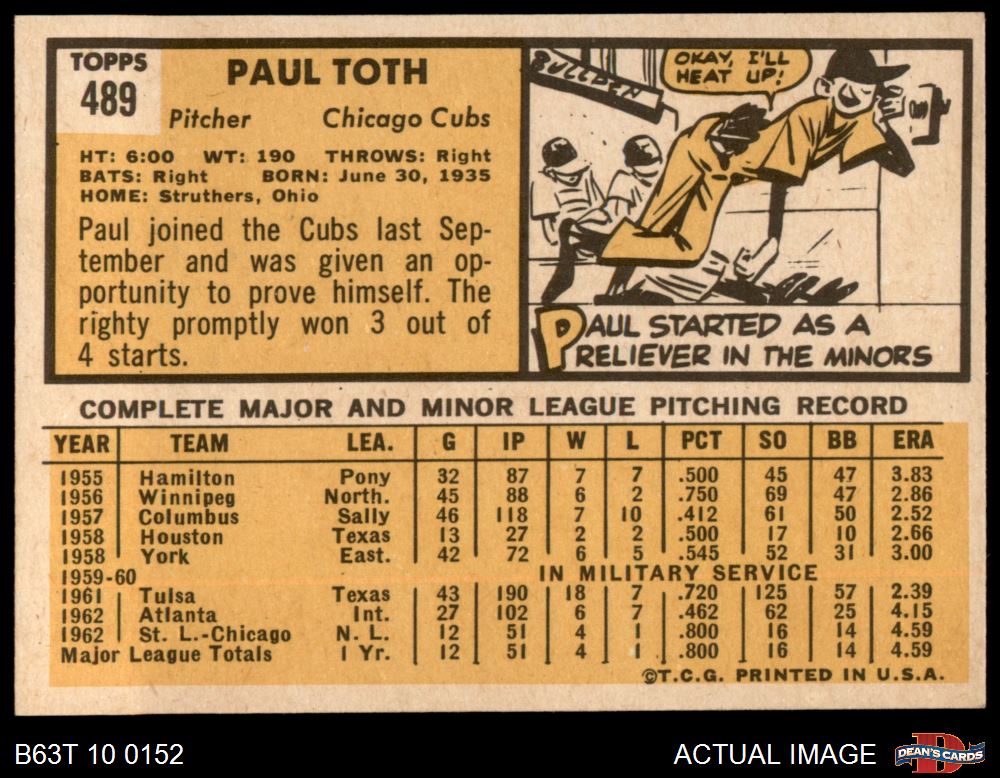 TOPPS
489
PAUL TOTH
Pitcher Chicago Cubs
HT: 6:00 WT: 190 THROWS: Right
BATS: Right BORN: June 30, 1935
HOME: Struthers, Ohio
Paul joined the Cubs last Sep-
tember and was given an op-
portunity to prove himself. The
righty promptly won 3 out of
4 starts.
BULLPEN
OKAY, I'LL
HEAT UP!
PAUL STARTED AS A
RELIEVER IN THE MINORS
COMPLETE MAJOR AND MINOR LEAGUE PITCHING RECORD
YEAR TEAM LEA. G IP W L PCT SO BB ERA
1955 Hamilton Pony 32 87 7 7 .500 45 47 3.83
1956 Winnipeg North. 45 88 6 2 .750 69 47 2.86
1957 Columbus Sally 46 118 7 10 .412 61 50 2.52
1958 Houston Texas 13 27 2 2 .500 17 10 2.66
1958 York East. 42 72 6 5 .545 52 31 3.00
1959-60 IN MILITARY SERVICE
1961 Tulsa Texas 43 190 18 7 .720 125 57 2.39
1962 Atlanta Int. 27 102 6 7 .462 62 25 4.15
1962 St. L.-Chicago N. L. 12 51 4 1 .800 16 14 4.59
Major League Totals 1 Yr. 12 51 4 1 .800 16 14 4.59
©T.C.G. PRINTED IN U.S.A.
B63T 10 0152
ACTUAL IMAGE
DEAN'S CARDS